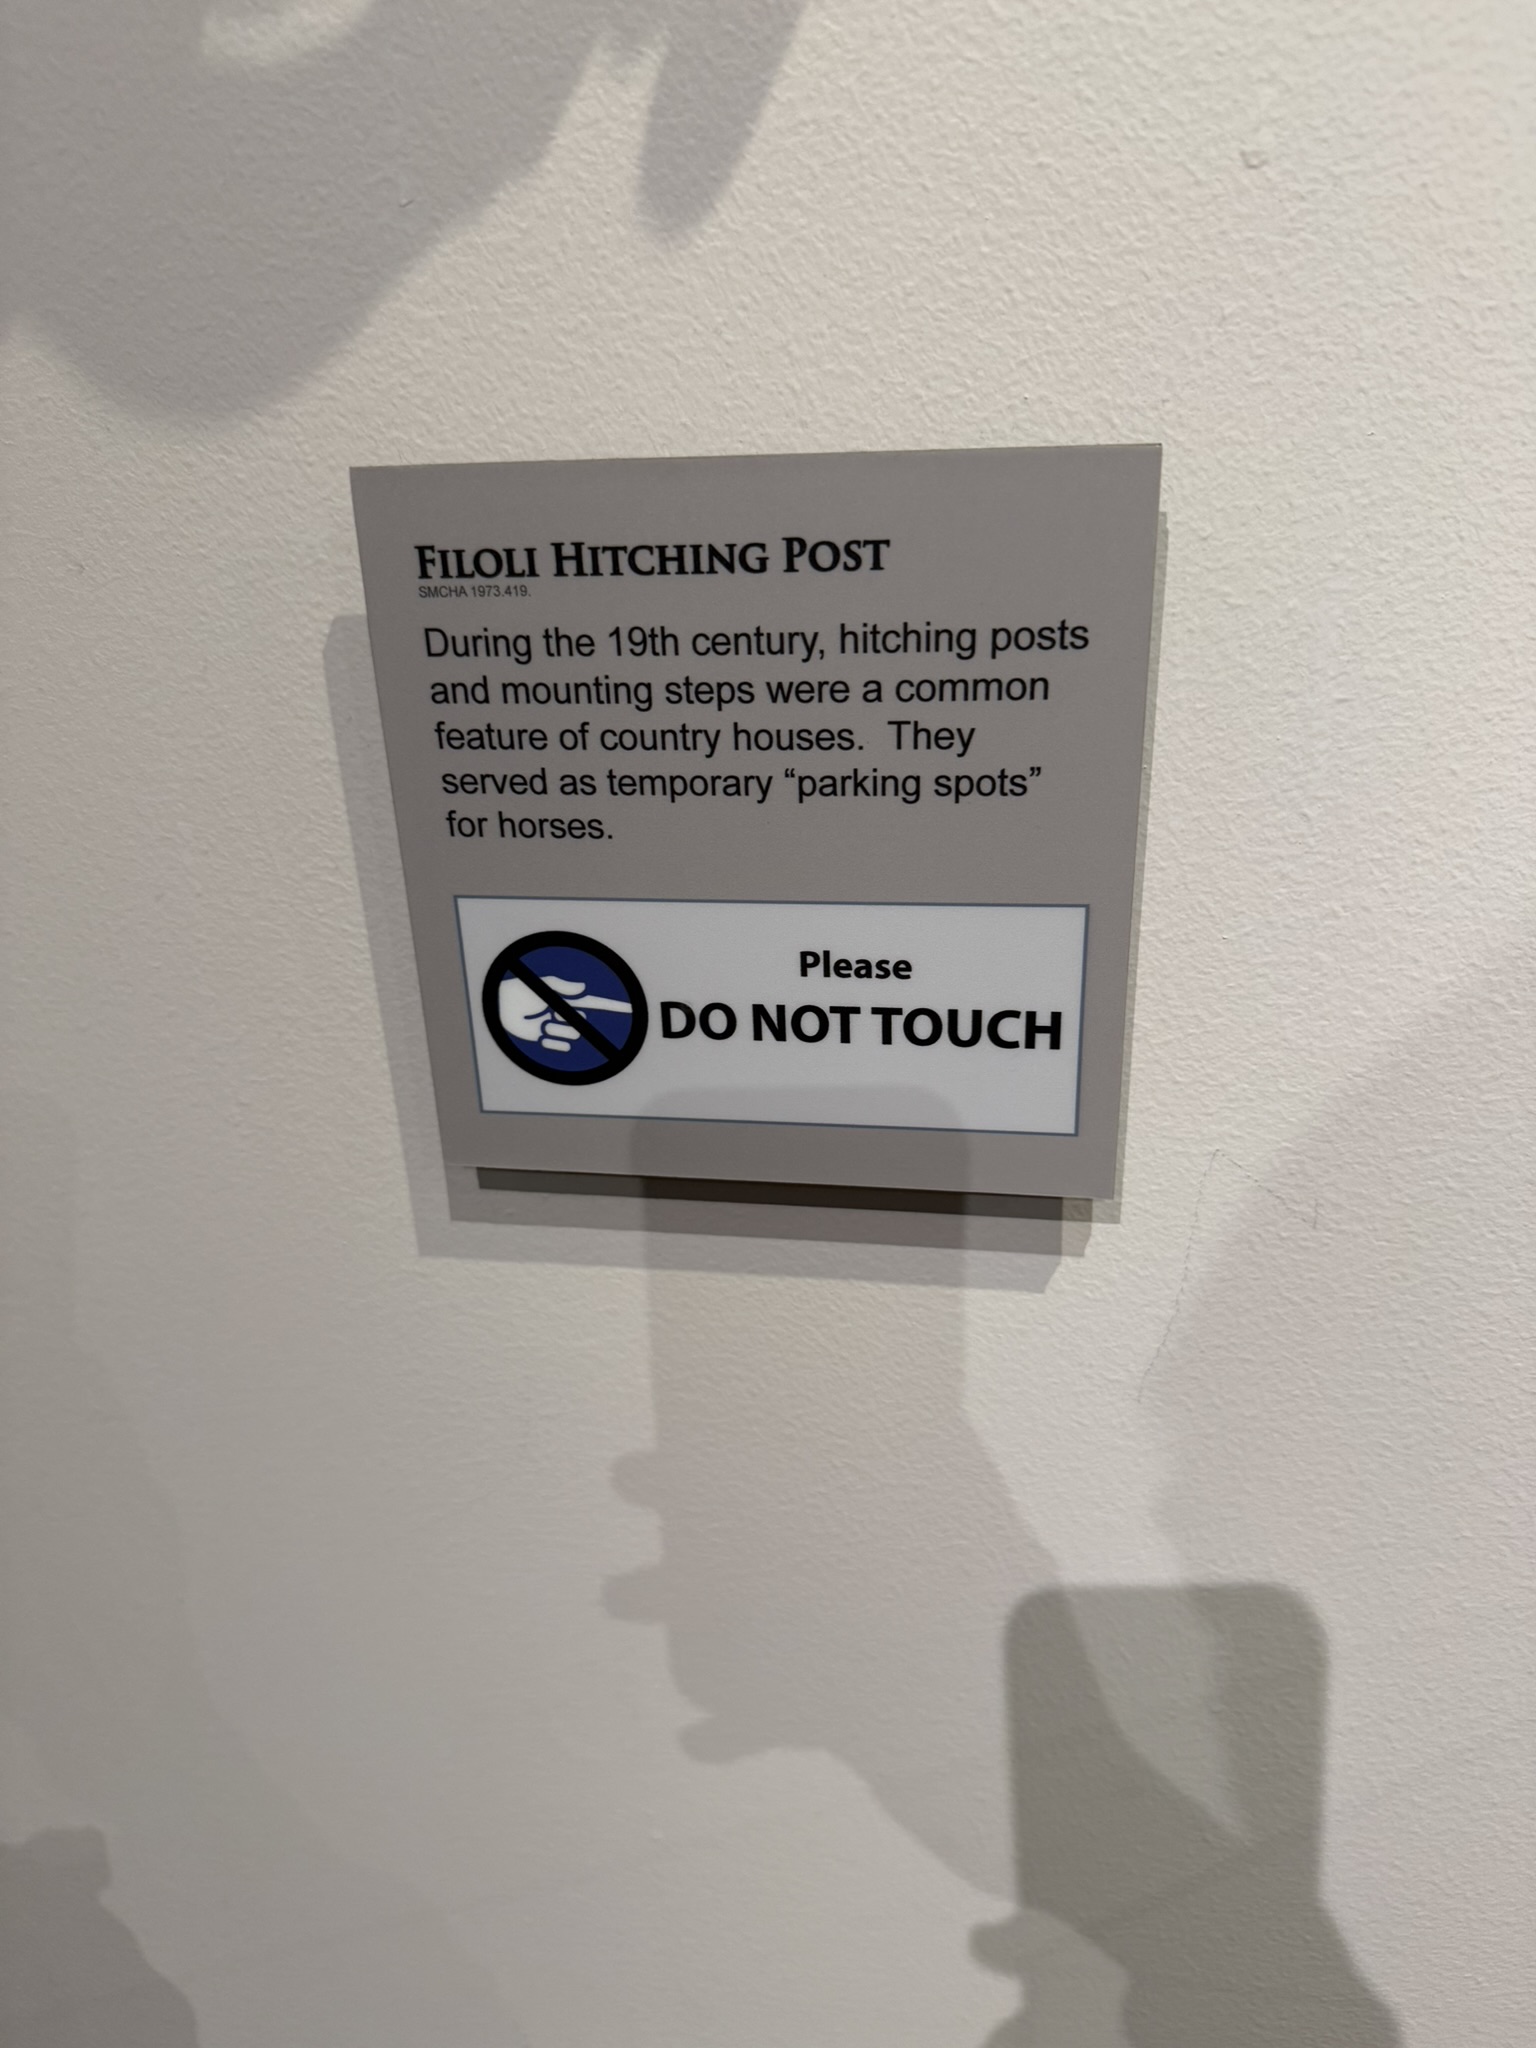 FILOLI HITCHING POST
SMCHA 1973.419.
During the 19th century, hitching posts
and mounting steps were a common
feature of country houses.  They
served as temporary “parking spots”
for horses.
Please
DO NOT TOUCH